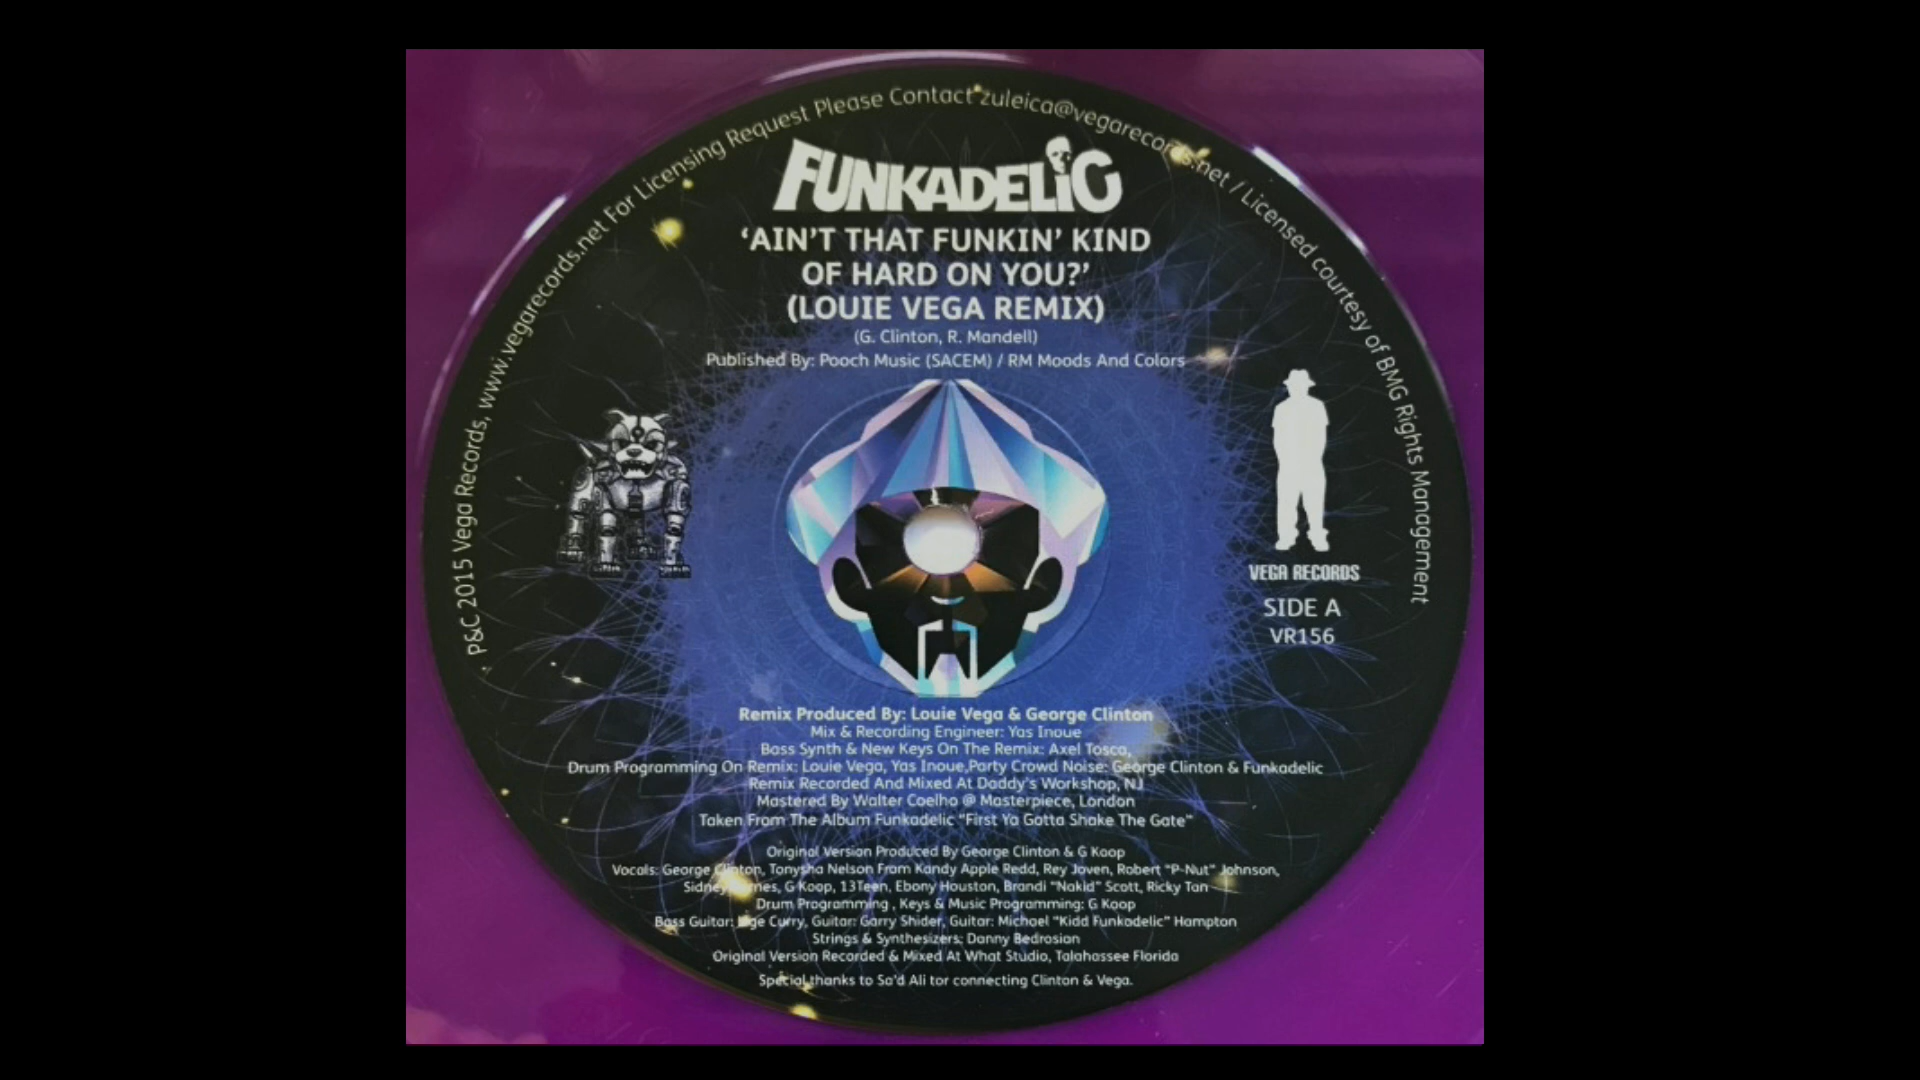 P&C 2015 Vega Records, www.vegarecords.net For Licensing Request Please Contact zuleica@vegarecords.net / Licensed courtesy of BMG Rights Management
FUNKADELiC
‘AIN’T THAT FUNKIN’ KIND
OF HARD ON YOU?’
(LOUIE VEGA REMIX)
(G. Clinton, R. Mandell)
Published By: Pooch Music (SACEM) / RM Moods And Colors
VEGA RECORDS
SIDE A
VR156
Remix Produced By: Louie Vega & George Clinton
Mix & Recording Engineer: Yas Inoue
Bass Synth & New Keys On The Remix: Axel Tosca,
Drum Programming On Remix: Louie Vega, Yas Inoue,Party Crowd Noise: George Clinton & Funkadelic
Remix Recorded And Mixed At Daddy's Workshop, NJ
Mastered By Walter Coelho @ Masterpiece, London
Taken From The Album Funkadelic "First Ya Gotta Shake The Gate"
Original Version Produced By George Clinton & G Koop
Vocals: George Clinton, Tonysha Nelson From Kandy Apple Redd, Rey Joven, Robert "P-Nut" Johnson,
Sidney G Koop, 13Teen, Ebony Houston, Brandi "Nakid" Scott, Ricky Tan
Drum Programming , Keys & Music Programming: G Koop
Bass Guitar: Curry, Guitar: Garry Shider, Guitar: Michael "Kidd Funkadelic" Hampton
Strings & Synthesizers: Danny Bedrosian
Original Version Recorded & Mixed At What Studio, Talahassee Florida
Special thanks to Sa'd Ali tor connecting Clinton & Vega.